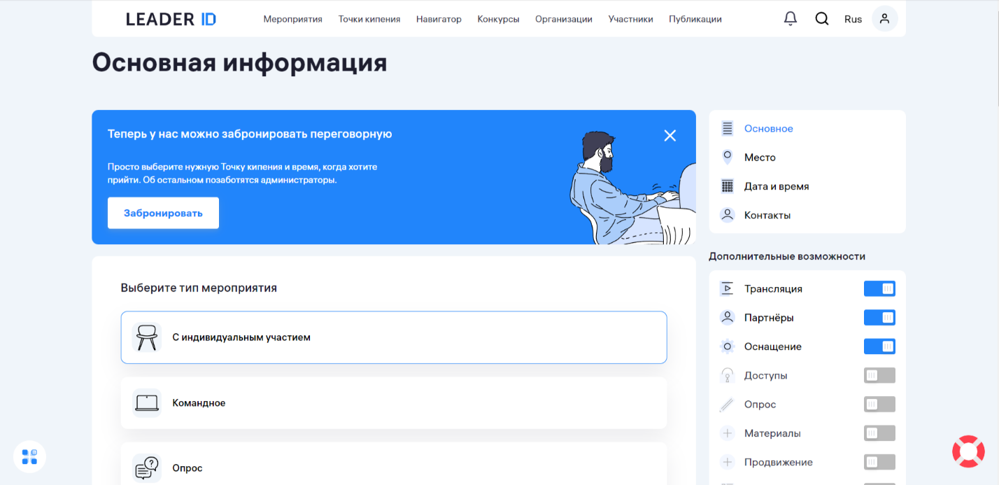 LEADER ID
Мероприятия Точки кипения Навигатор Конкурсы Организации Участники Публикации Rus
Основная информация
Теперь у нас можно забронировать переговорную
Просто выберите нужную Точку кипения и время, когда хотите
прийти. Об остальном позаботятся администраторы.
Забронировать
Выберите тип мероприятия
С индивидуальным участием
Командное
?
Опрос
Основное
Место
Дата и время
Контакты
Дополнительные возможности
Трансляция
Партнёры
Оснащение
Доступы
Опрос
Материалы
Продвижение